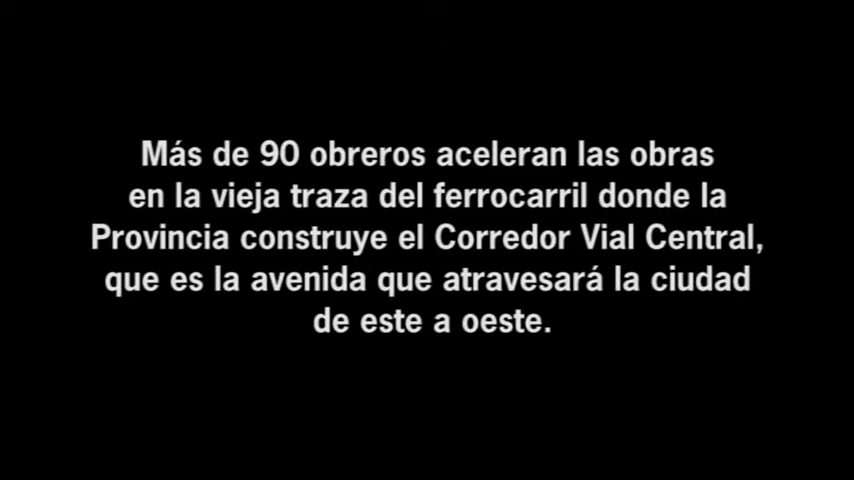 Más de 90 obreros aceleran las obras
en la vieja traza del ferrocarril donde la
Provincia construye el Corredor Vial Central,
que es la avenida que atravesará la ciudad
de este a oeste.